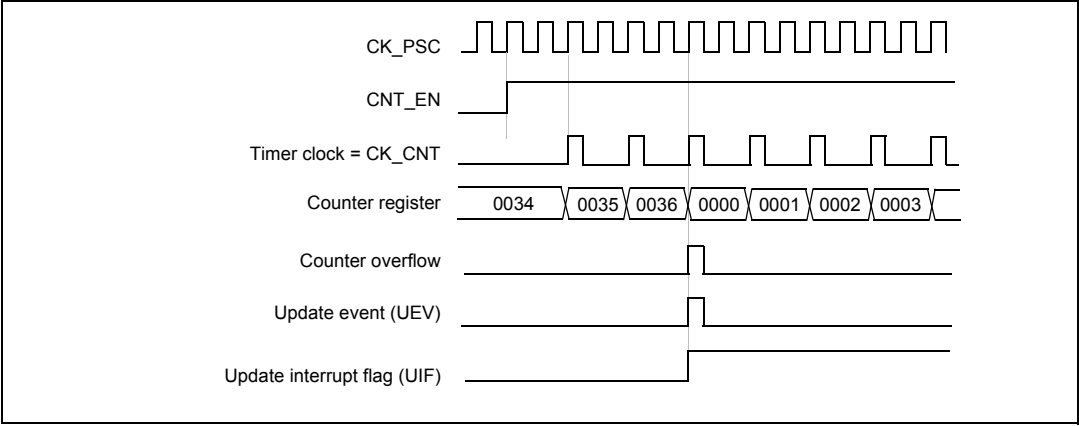 CK_PSC
CNT_EN
Timer clock = CK_CNT
Counter register 0034 0035 0036 0000 0001 0002 0003
Counter overflow
Update event (UEV)
Update interrupt flag (UIF)